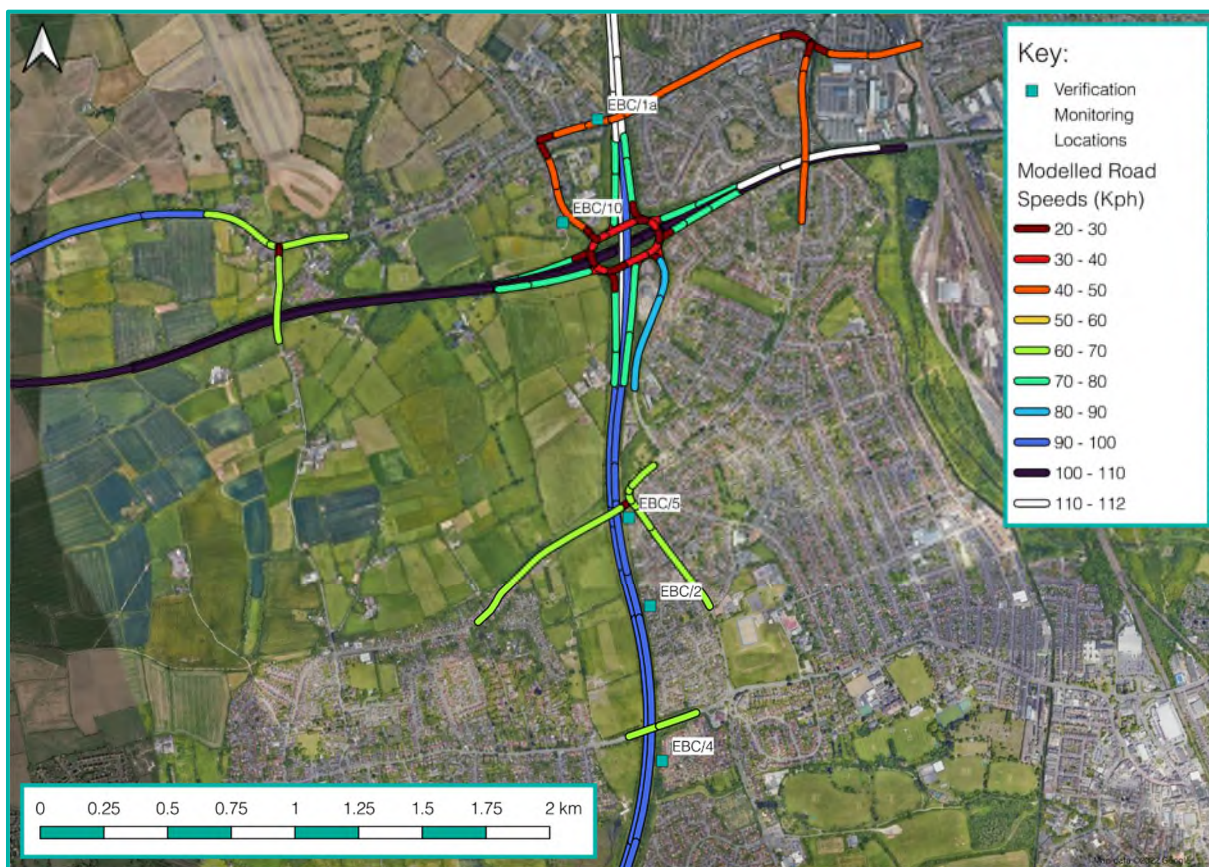 EBC/1a
EBC/10
EBC/5
EBC/2
EBC/4
Key:
Verification
Monitoring
Locations
Modelled Road
Speeds (Kph)
20 - 30
30 - 40
40 - 50
50 - 60
60 - 70
70 - 80
80 - 90
90 - 100
100 - 110
110 - 112
0 0.25 0.5 0.75 1 1.25 1.5 1.75 2 km